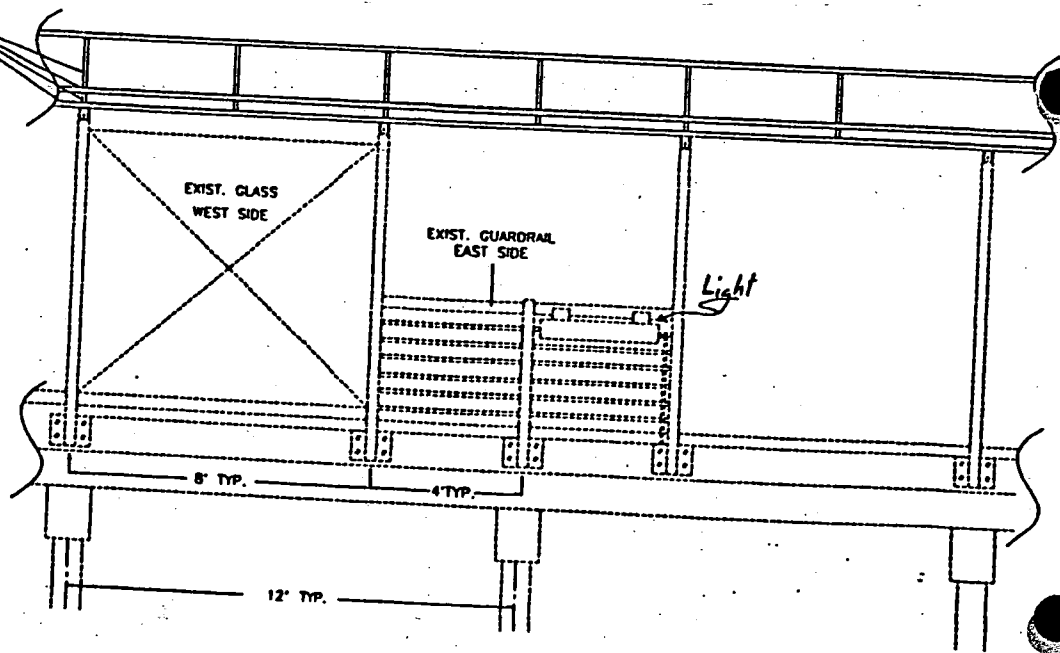 EXIST. GLASS
WEST SIDE
EXIST. GUARDRAIL
EAST SIDE
Light
8' TYP.
4'TYP.
12' TYP.